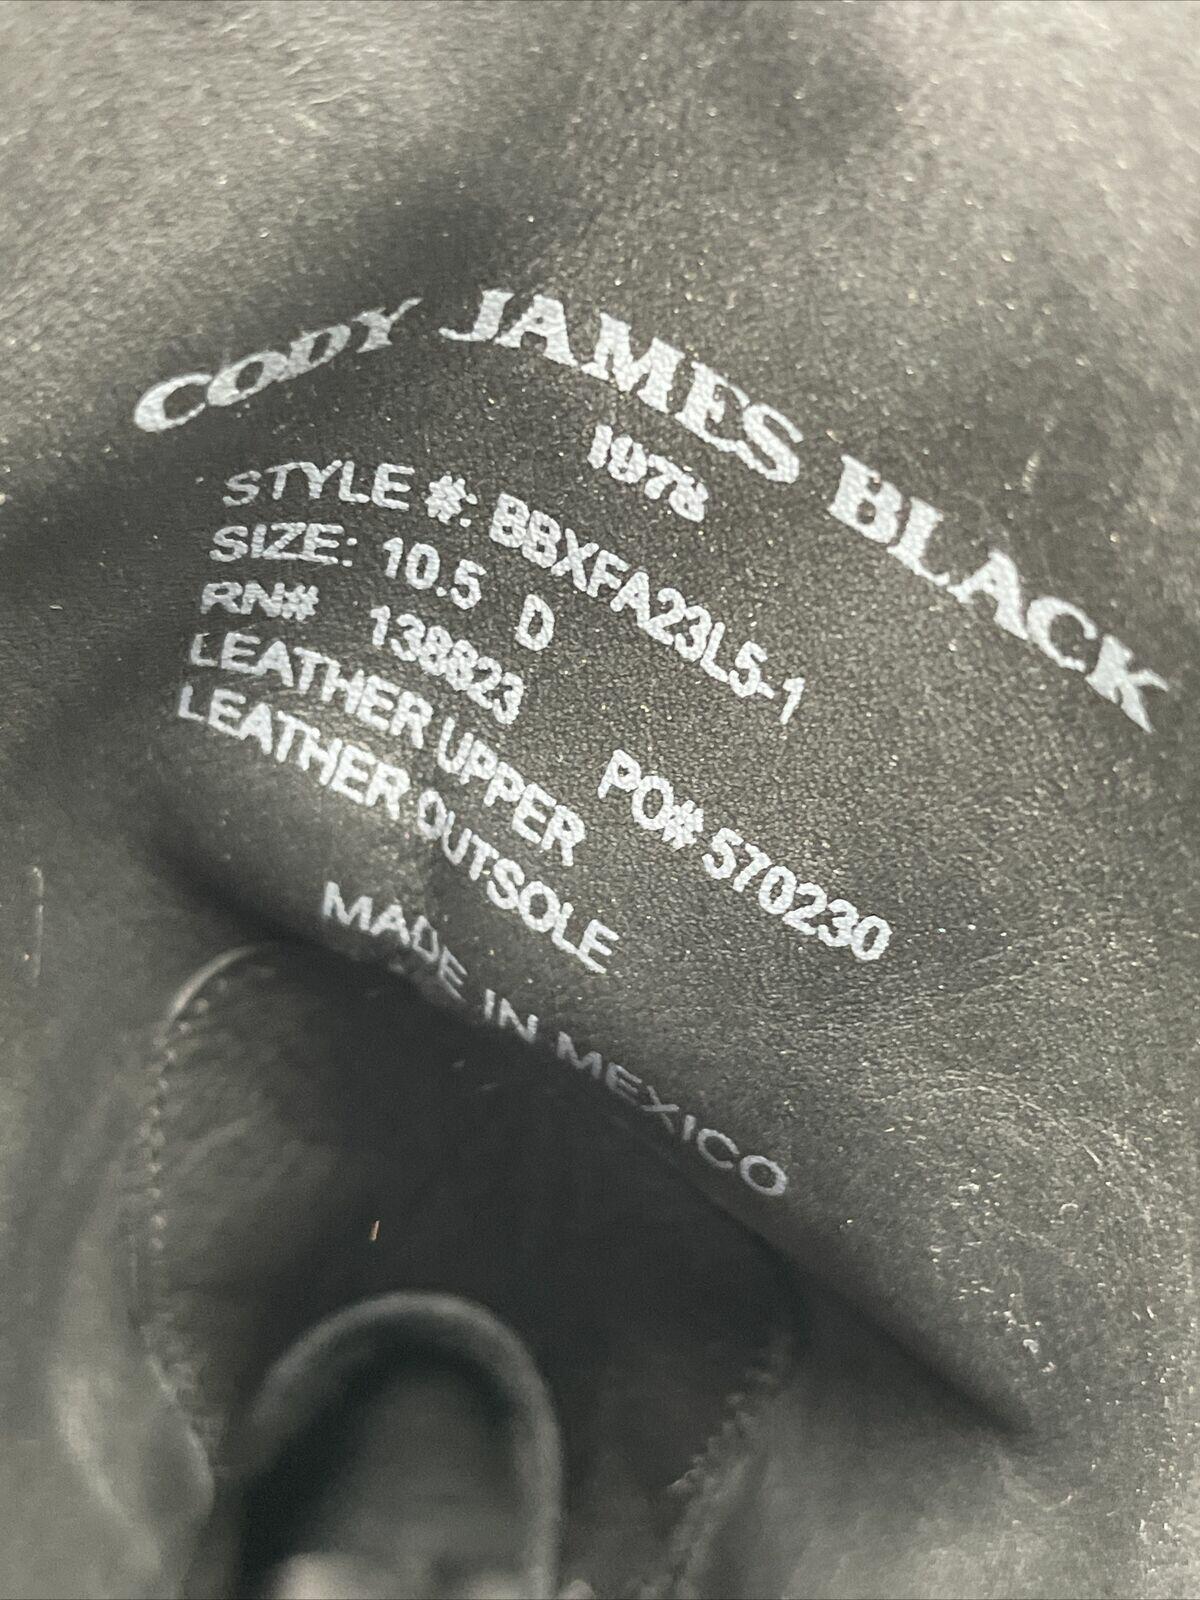 CODY JAMES BLACK
1978
STYLE #: BBXFA23L5-1
SIZE: 10.5 D
RN# 138823 PO# 570230
LEATHER UPPER
LEATHER OUTSOLE
MADE IN MEXICO